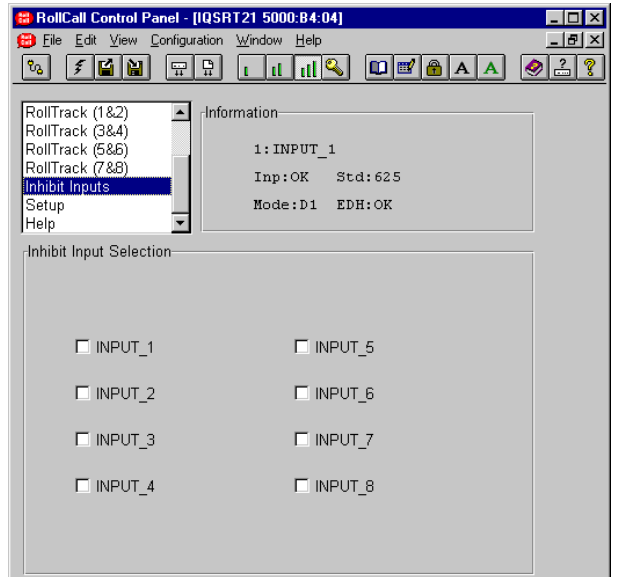 RollCall Control Panel - [IQSRT21 5000:B4:04]
File Edit View Configuration Window Help
A A ? ?
RollTrack (1&2)
RollTrack (3&4)
RollTrack (5&6)
RollTrack (7&8)
Inhibit Inputs
Setup
Help
Information
1:INPUT_1
Inp:OK Std:625
Mode:D1 EDH:OK
Inhibit Input Selection
INPUT_1 INPUT_5
INPUT_2 INPUT_6
INPUT_3 INPUT_7
INPUT_4 INPUT_8